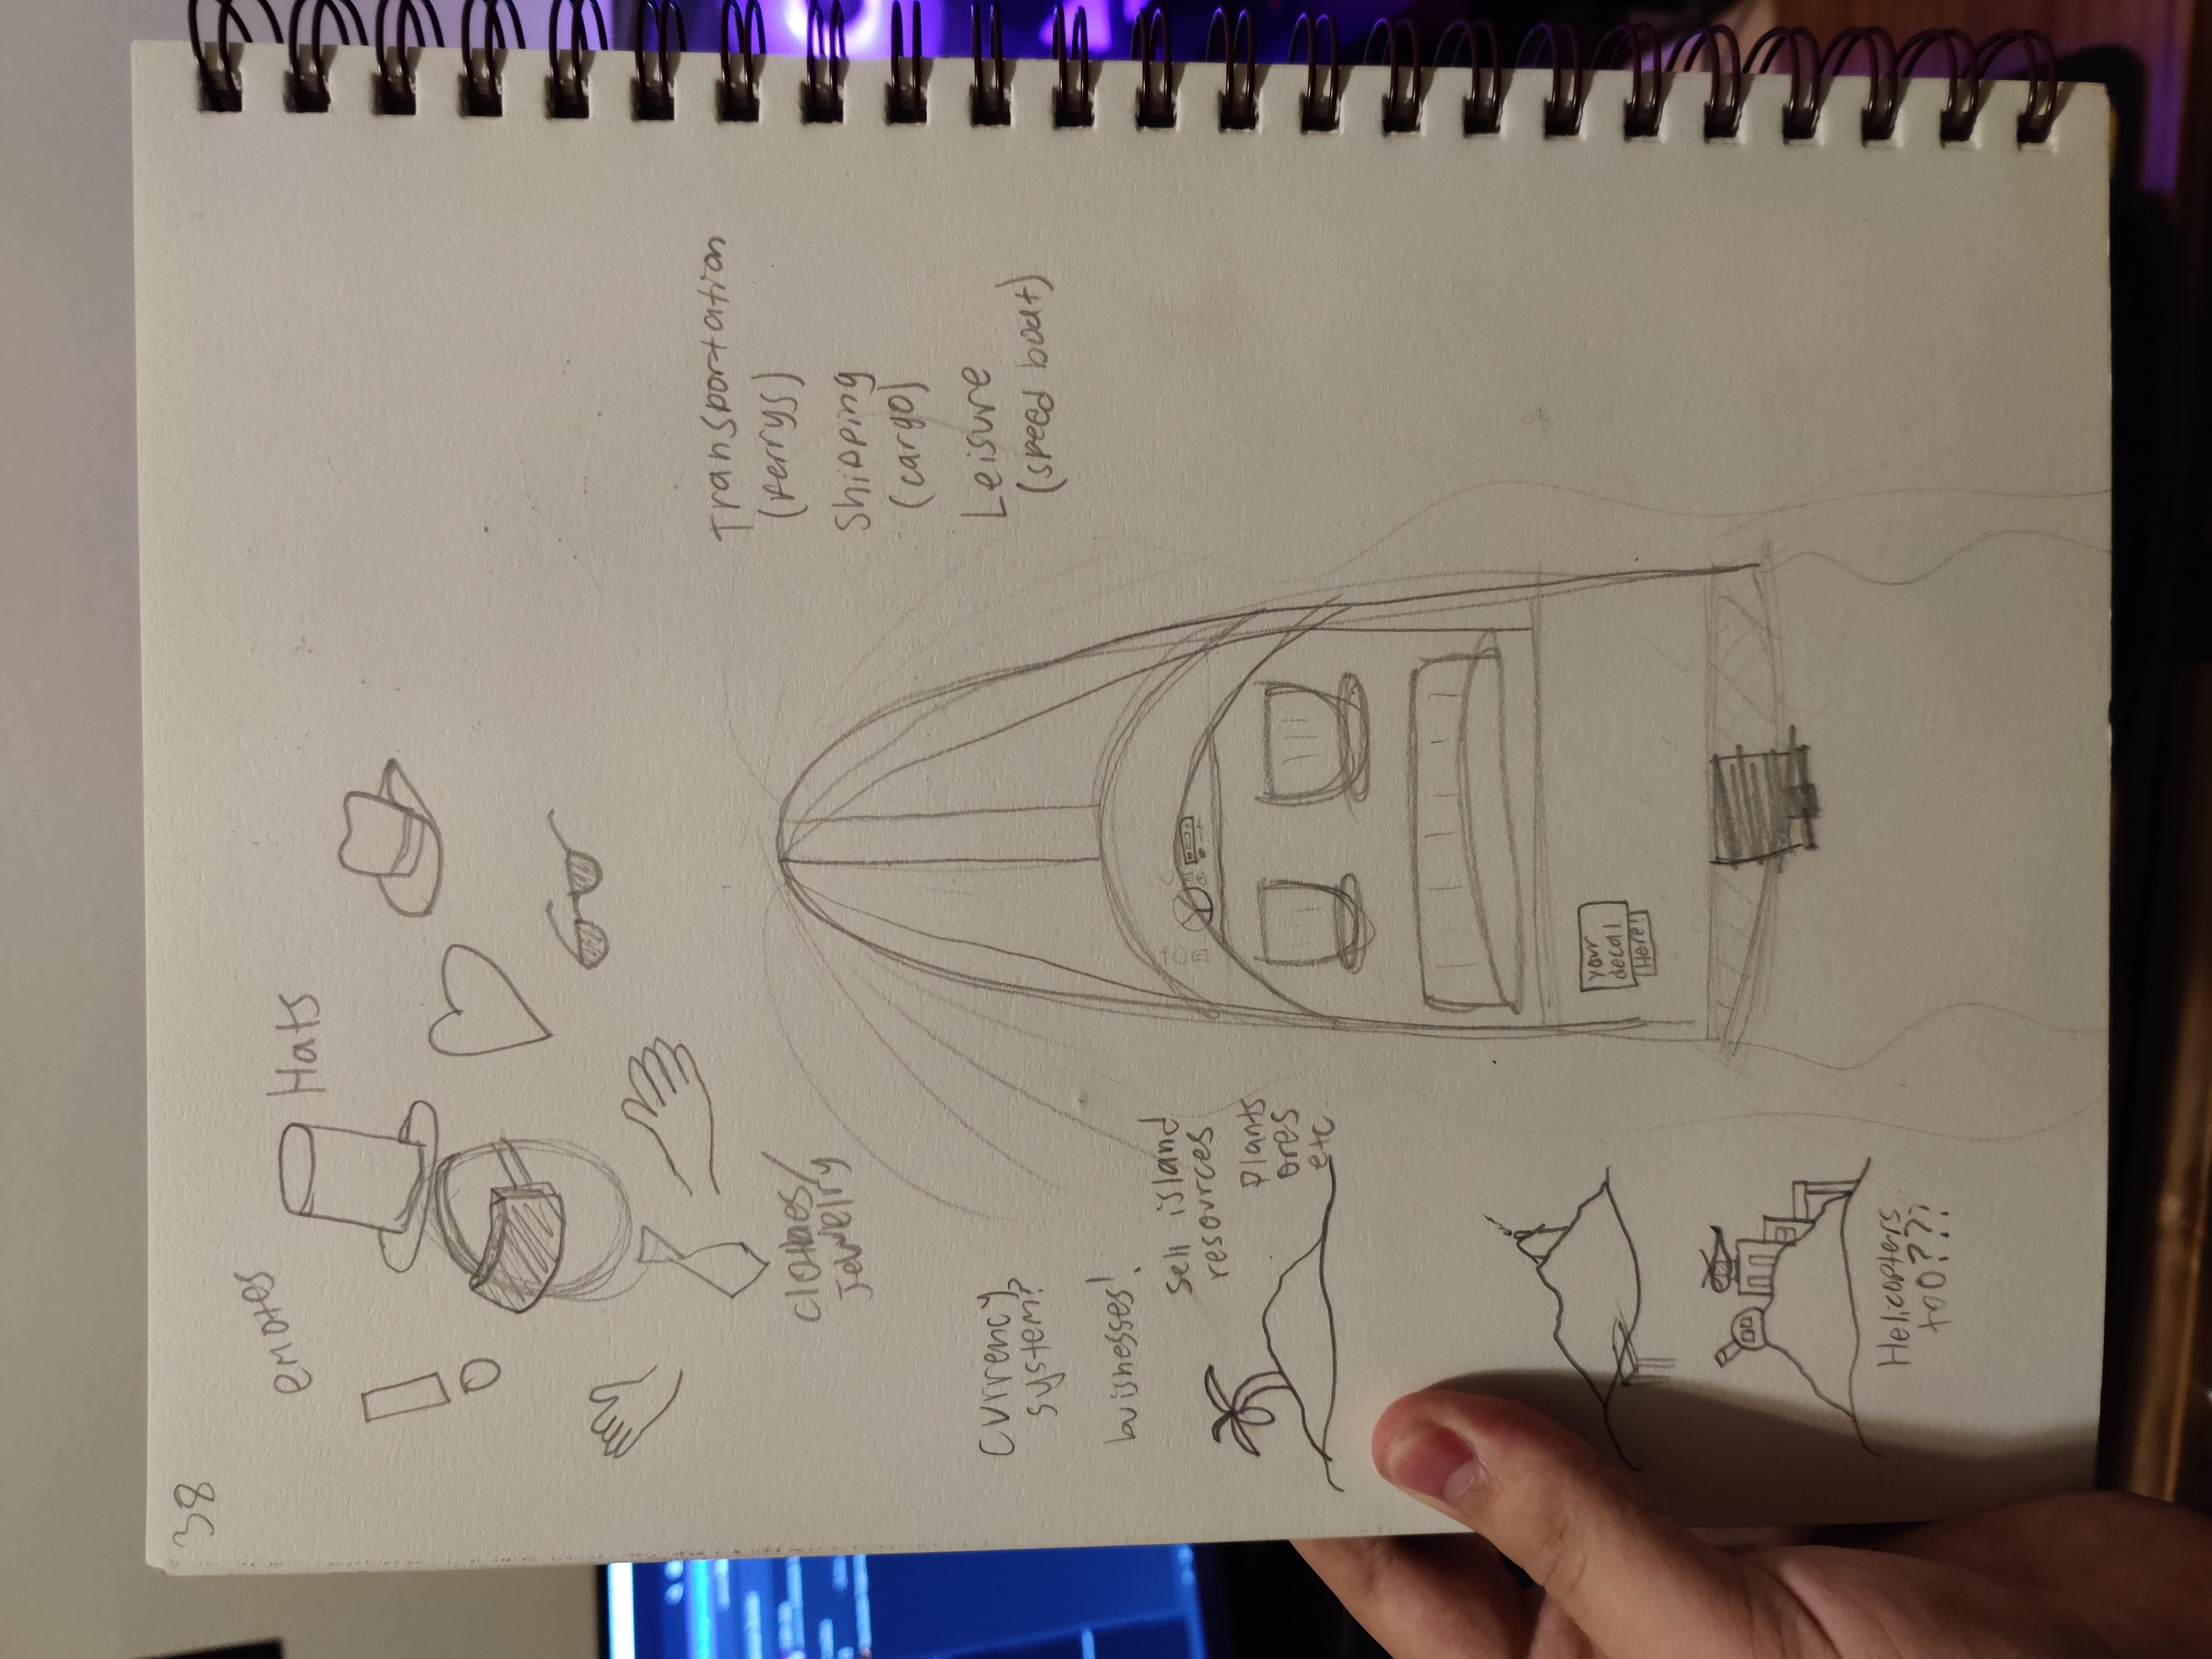 38
emotes
Hats
clothes/
Jewelry
Transportation
(ferrys)
Shipping
(cargo)
Leisure
(speed boat)
Currency
system?
buisnesses!
Sell island
resources
Plants
ores
etc.
your
decal
Here!
Helicopters
too???